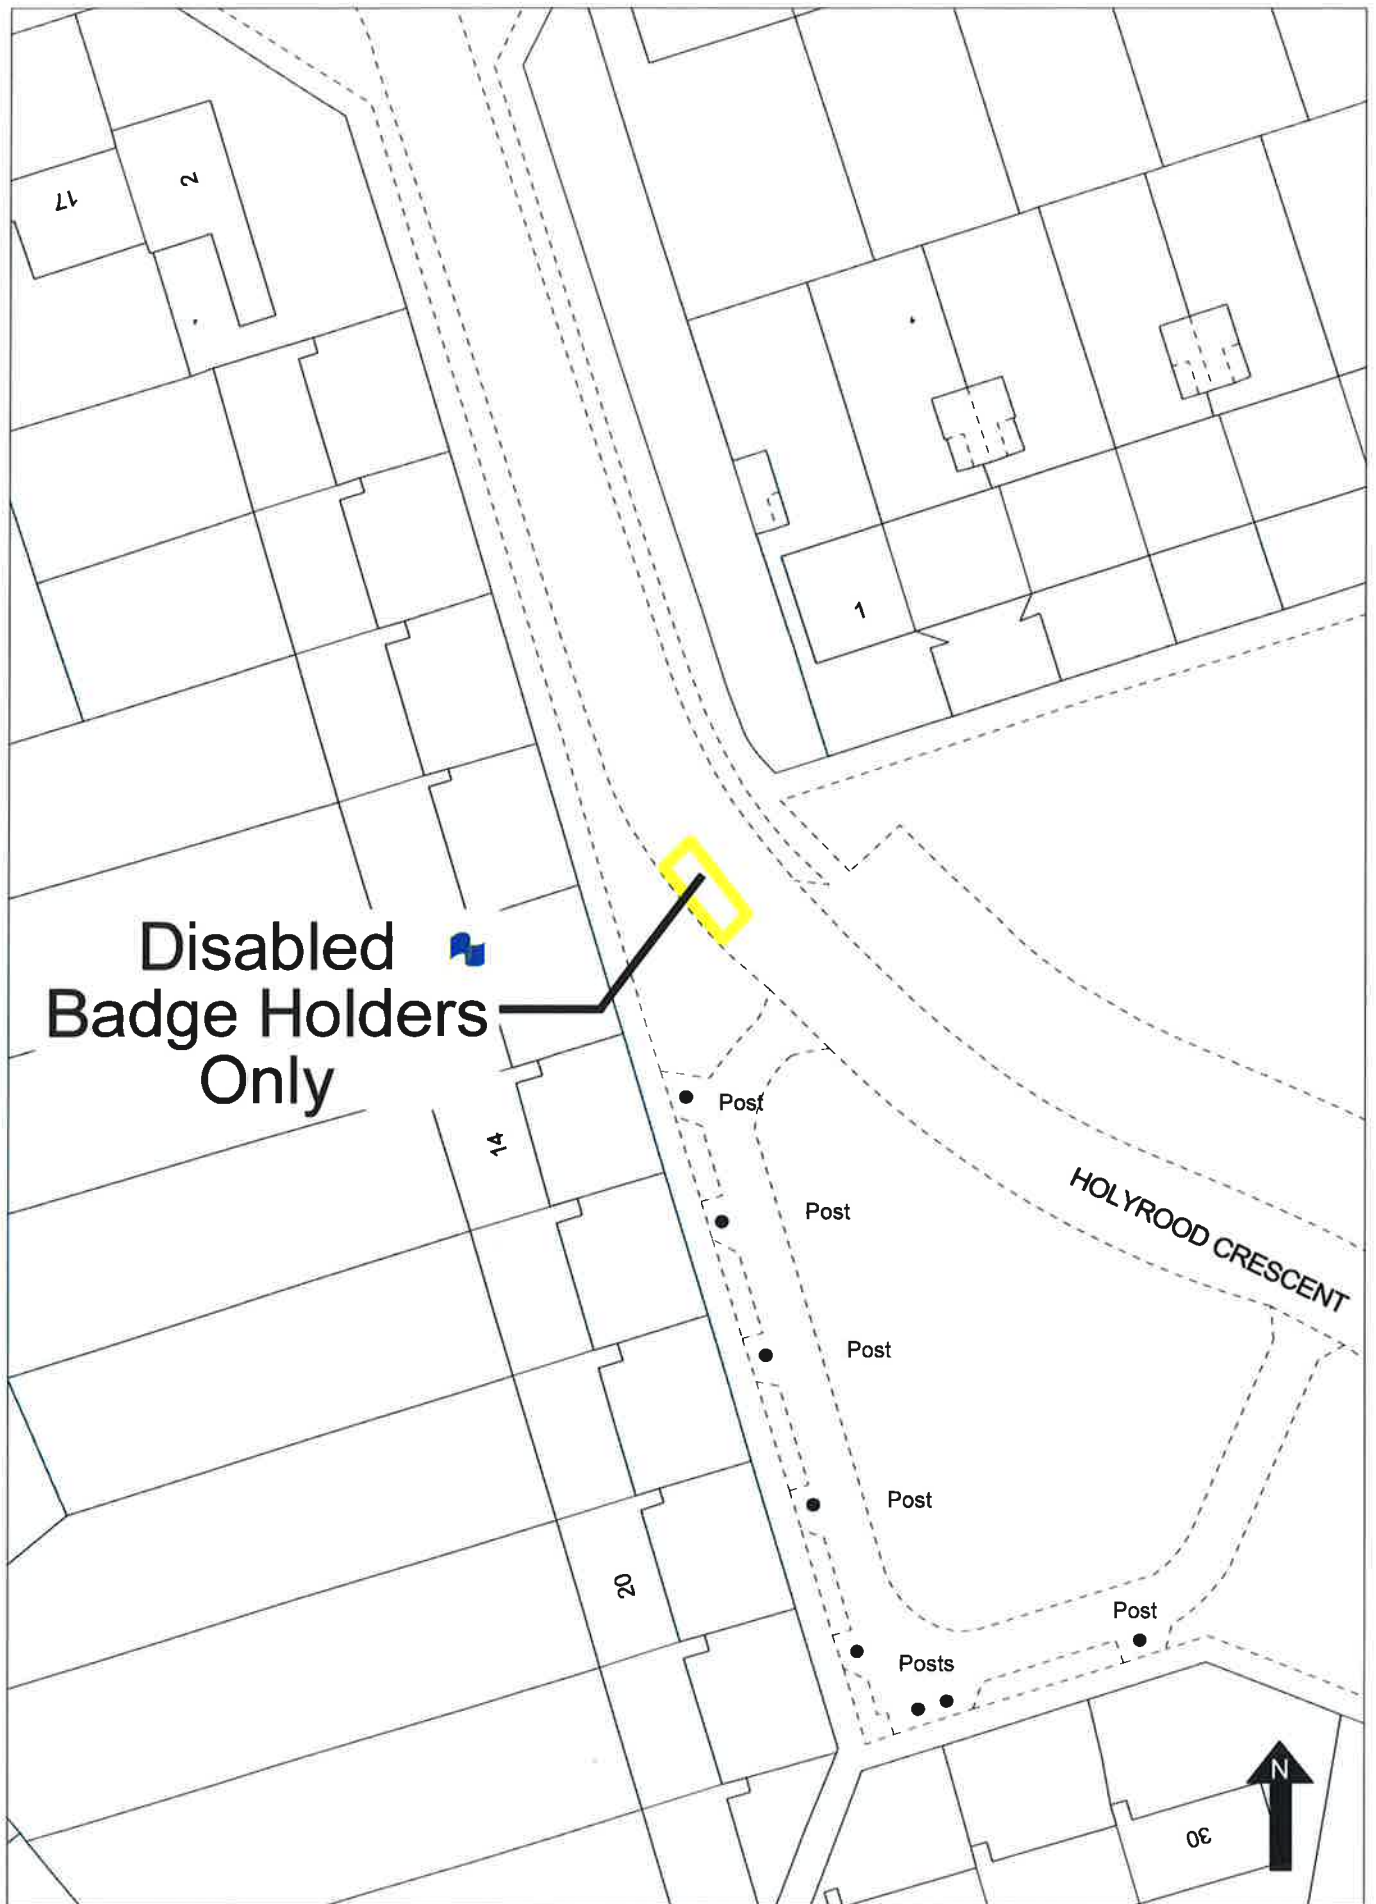 17
2
1
Disabled
Badge Holders
Only
14
Post
Post
HOLYROOD CRESCENT
Post
Post
20
Post
Posts
N
30